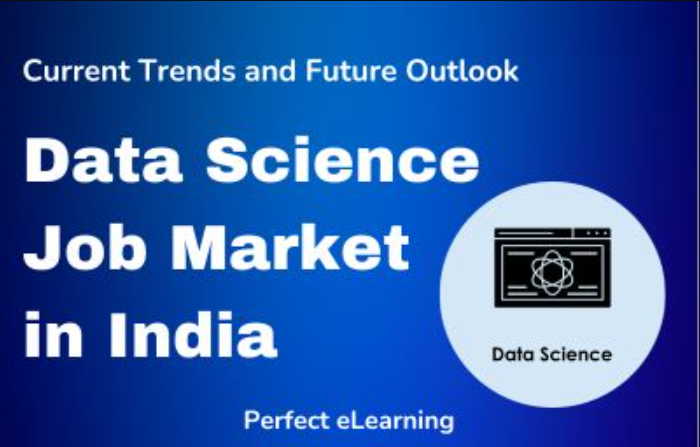 Current Trends and Future Outlook
Data Science
Job Market
in India
Data Science
Perfect eLearning